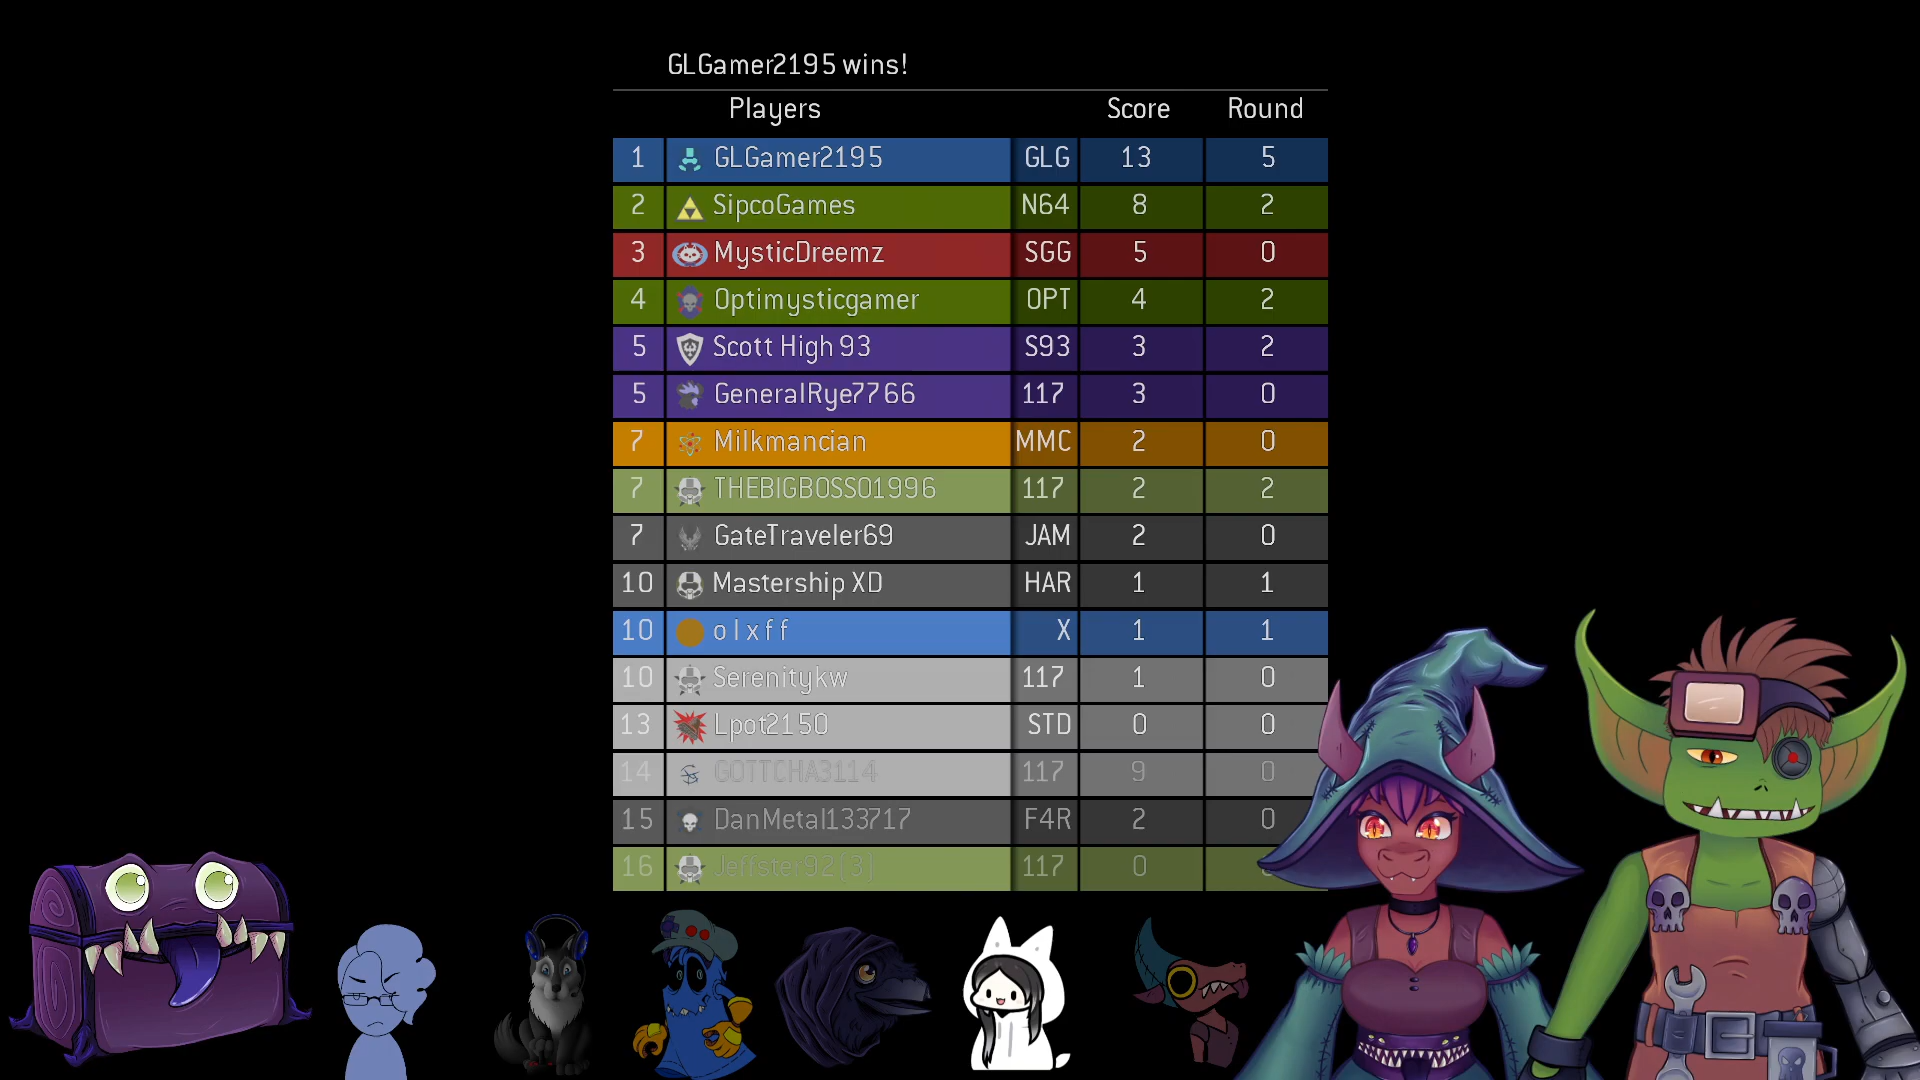 GLGamer2195 wins!
Players Score Round
1 GLGamer2195 GLG 13 5
2 SipcoGames N64 8 2
3 MysticDreemz SGG 5 0
4 Optimysticgamer OPT 4 2
5 Scott High 93 S93 3 2
5 GeneralRye7766 117 3 0
7 Milkmancian MMC 2 0
7 THEBIGBOSS01996 117 2 2
7 GateTraveler69 JAM 2 0
10 Mastership XD HAR 1 1
10 o l x f f X 1 1
10 Serenitykw 117 1 0
13 Lpot2150 STD 0 0
14 GOTTCHA3114 117 9 0
15 DanMetal133717 F4R 2 0
16 Jeffster92(3) 117 0